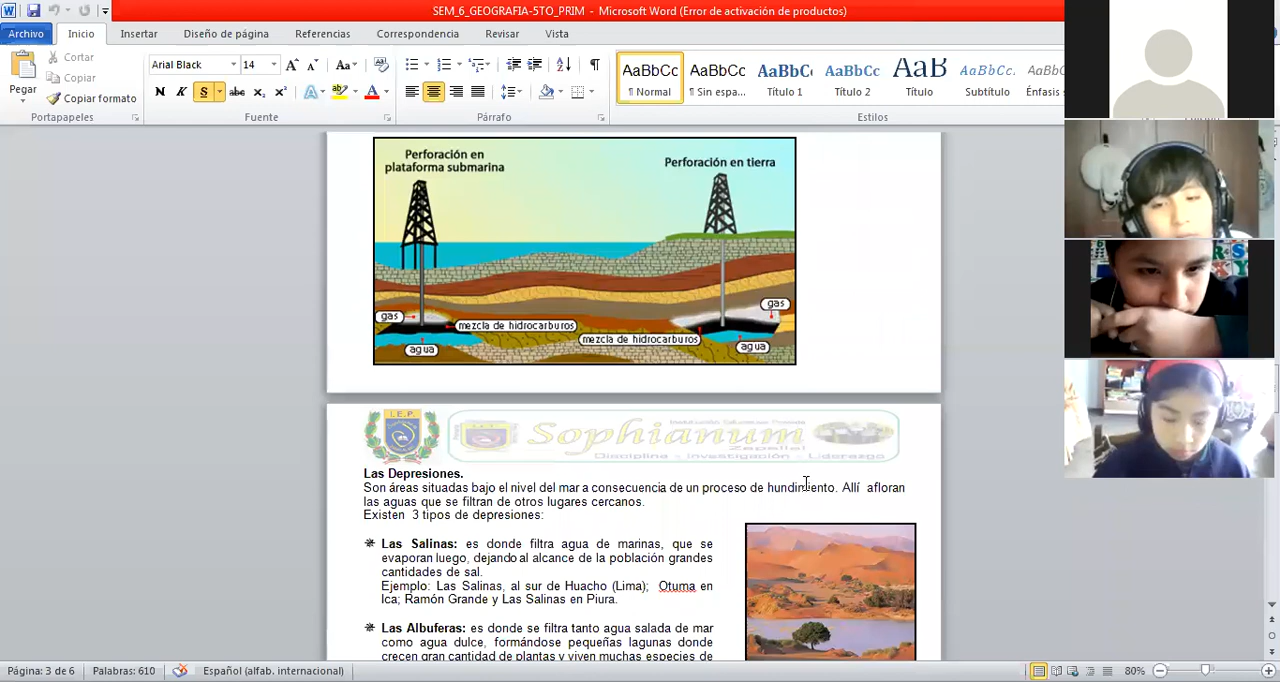 SEM_6_GEOGRAFIA-5TO_PRIM - Microsoft Word (Error de activación de productos)
Archivo Inicio Insertar Diseño de página Referencias Correspondencia Revisar Vista
Cortar
Copiar
Copiar formato
Pegar
Portapapeles
Arial Black 14
Fuente
Párrafo
AaBbCc AaBbCc AaBbCc AaBbCc AaB AaBbCc AaBbCc
¶ Normal ¶ Sin espa... Título 1 Título 2 Título Subtítulo Énfasis
Estilos
Perforación en
plataforma submarina
Perforación en tierra
gas
mezcla de hidrocarburos
agua
gas
mezcla de hidrocarburos
agua
I.E.P.
Sophianum
Disciplina - Investigación - Liderazgo
Las Depresiones.
Son áreas situadas bajo el nivel del mar a consecuencia de un proceso de hundimiento. Allí afloran
las aguas que se filtran de otros lugares cercanos.
Existen 3 tipos de depresiones:
Las Salinas: es donde filtra agua de marinas, que se
evaporan luego, dejando al alcance de la población grandes
cantidades de sal.
Ejemplo: Las Salinas, al sur de Huacho (Lima); Otuma en
Ica; Ramón Grande y Las Salinas en Piura.
Las Albuferas: es donde se filtra tanto agua salada de mar
como agua dulce, formándose pequeñas lagunas donde
crecen gran cantidad de plantas y viven muchas especies de
Página: 3 de 6 Palabras: 610 Español (alfab. internacional) 80%